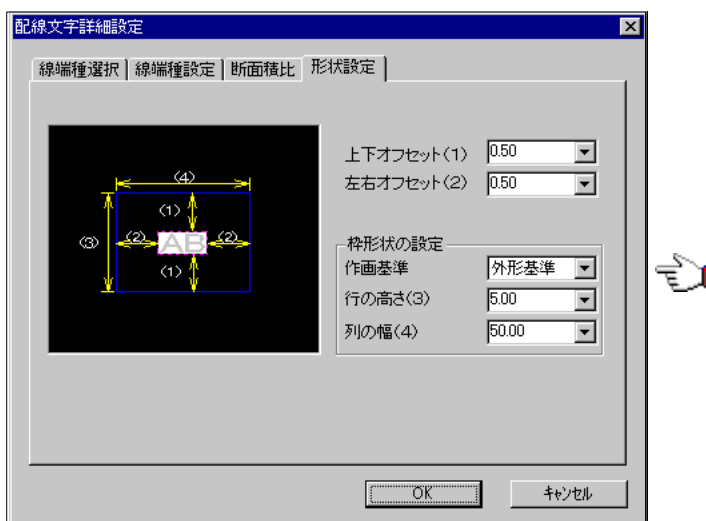 配線文字詳細設定
線端種選択 線端種設定 断面積比 形状設定
(4)
(1)
(3) (2) AB (2)
(1)
上下オフセット(1) 0.50
左右オフセット(2) 0.50
枠形状の設定
作画基準 外形基準
行の高さ(3) 5.00
列の幅(4) 50.00
OK キャンセル